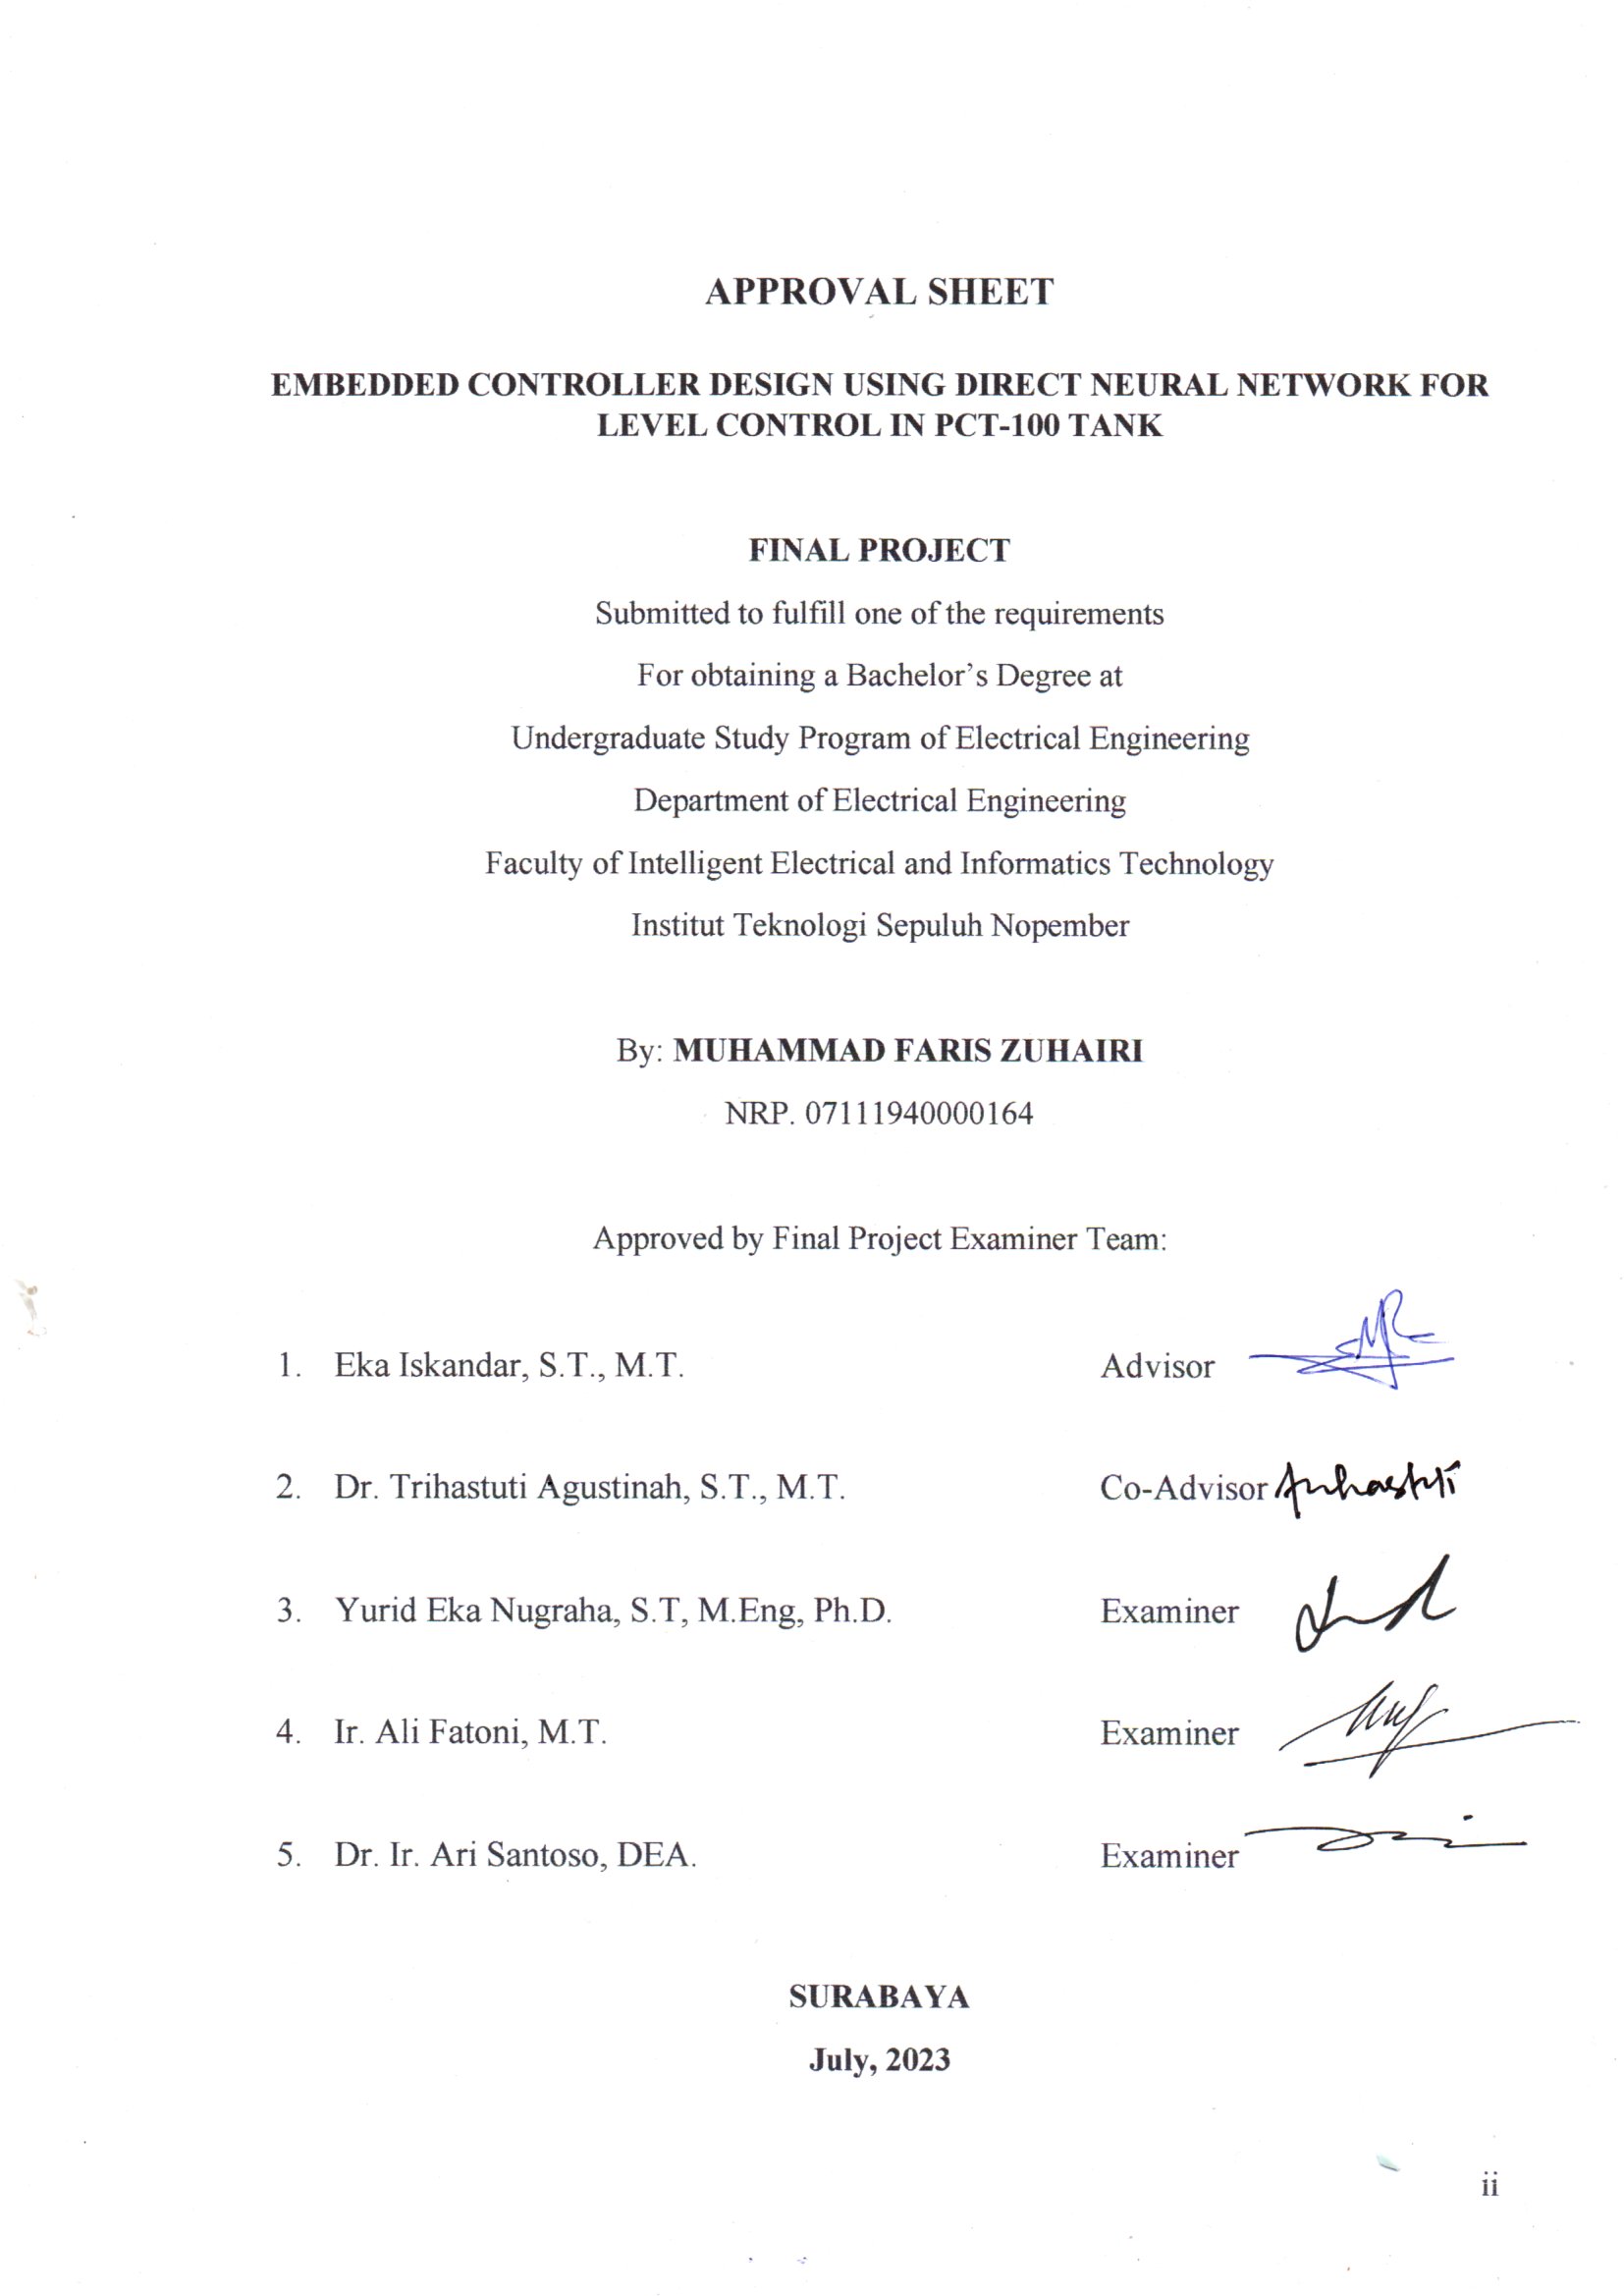 APPROVAL SHEET
EMBEDDED CONTROLLER DESIGN USING DIRECT NEURAL NETWORK FOR
LEVEL CONTROL IN PCT-100 TANK
FINAL PROJECT
Submitted to fulfill one of the requirements
For obtaining a Bachelor’s Degree at
Undergraduate Study Program of Electrical Engineering
Department of Electrical Engineering
Faculty of Intelligent Electrical and Informatics Technology
Institut Teknologi Sepuluh Nopember
By: MUHAMMAD FARIS ZUHAIRI
NRP. 07111940000164
Approved by Final Project Examiner Team:
1. Eka Iskandar, S.T., M.T. Advisor
2. Dr. Trihastuti Agustinah, S.T., M.T. Co-Advisor
3. Yurid Eka Nugraha, S.T, M.Eng, Ph.D. Examiner
4. Ir. Ali Fatoni, M.T. Examiner
5. Dr. Ir. Ari Santoso, DEA. Examiner
SURABAYA
July, 2023
ii